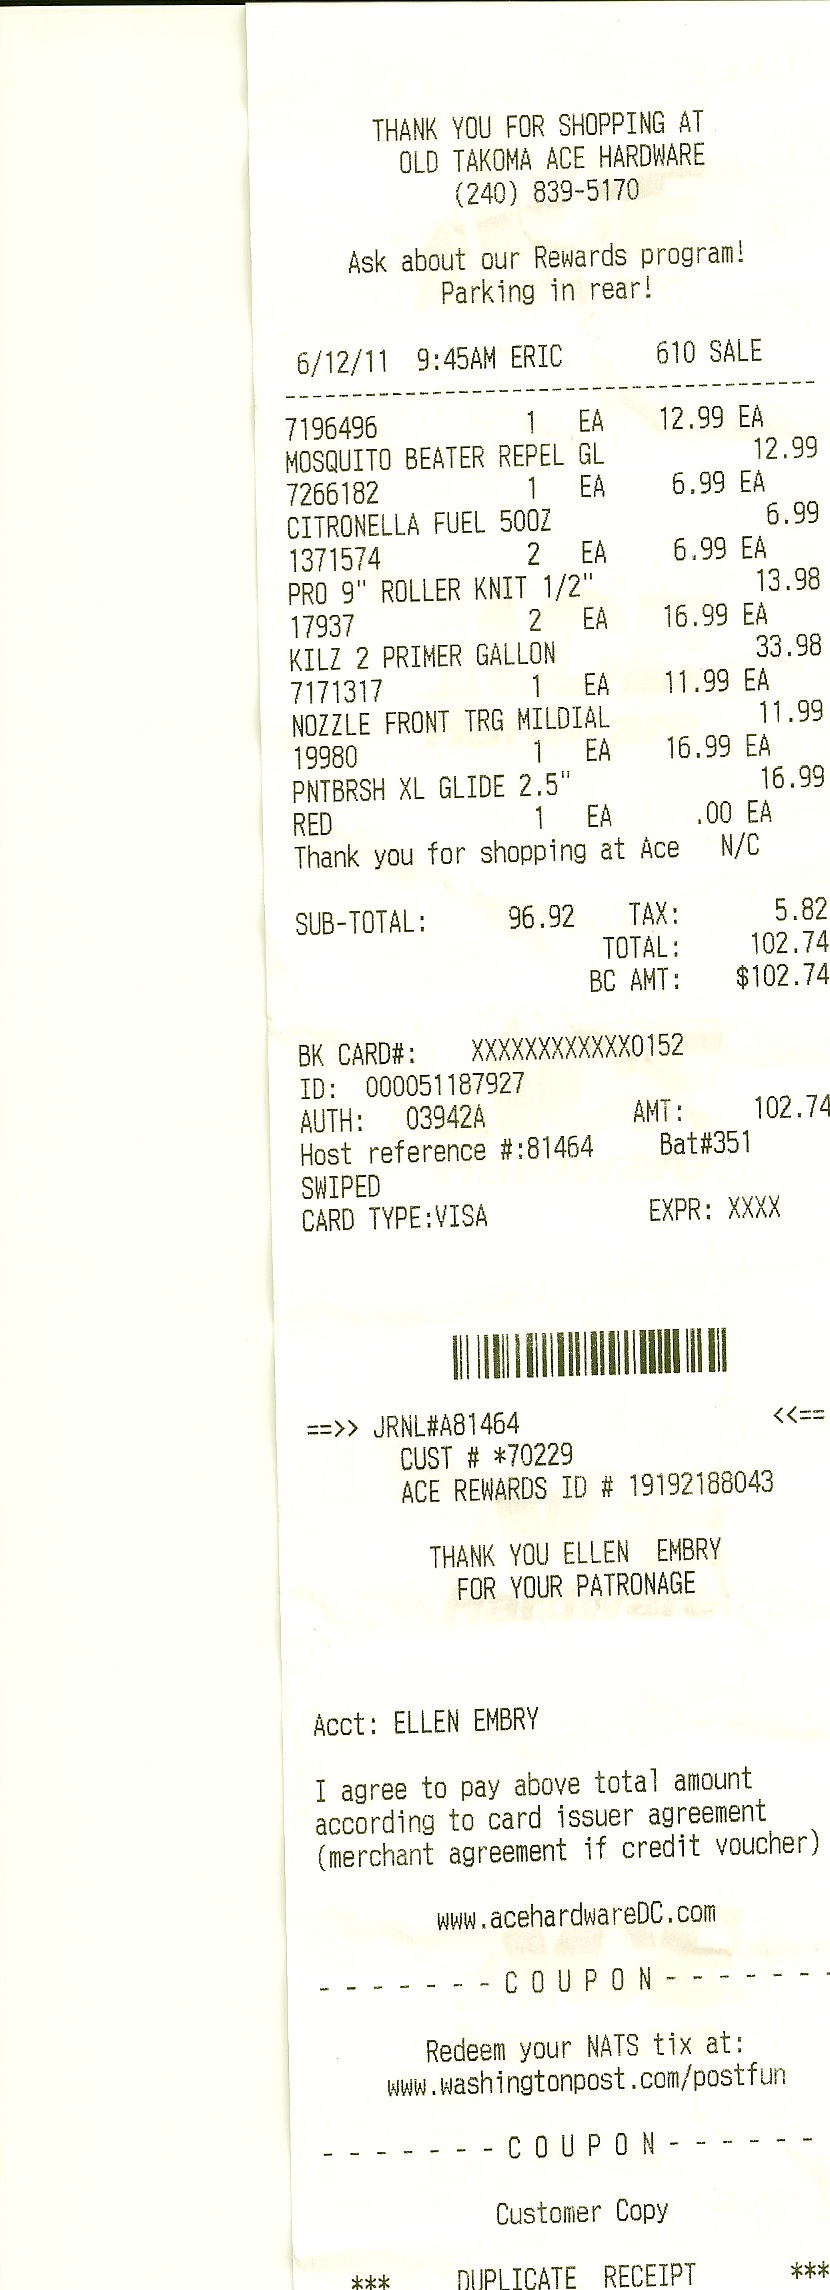 THANK YOU FOR SHOPPING AT
OLD TAKOMA ACE HARDWARE
(240) 839-5170
Ask about our Rewards program!
Parking in rear!
6/12/11 9:45AM ERIC 610 SALE
----------------------------------------
7196496 1 EA 12.99 EA
MOSQUITO BEATER REPEL GL 12.99
7266182 1 EA 6.99 EA
CITRONELLA FUEL 50OZ 6.99
1371574 2 EA 6.99 EA
PRO 9" ROLLER KNIT 1/2" 13.98
17937 2 EA 16.99 EA
KILZ 2 PRIMER GALLON 33.98
7171317 1 EA 11.99 EA
NOZZLE FRONT TRG MILDIAL 11.99
19980 1 EA 16.99 EA
PNTBRSH XL GLIDE 2.5" 16.99
RED 1 EA .00 EA
Thank you for shopping at Ace N/C
SUB-TOTAL: 96.92 TAX: 5.82
TOTAL: 102.74
BC AMT: $102.74
BK CARD#: XXXXXXXXXXXX0152
ID: 000051187927
AUTH: 03942A AMT: 102.74
Host reference #:81464 Bat#351
SWIPED
CARD TYPE:VISA EXPR: XXXX
==>> JRNL#A81464 <<==
CUST # *70229
ACE REWARDS ID # 19192188043
THANK YOU ELLEN EMBRY
FOR YOUR PATRONAGE
Acct: ELLEN EMBRY
I agree to pay above total amount
according to card issuer agreement
(merchant agreement if credit voucher)
www.acehardwareDC.com
- - - - - - - C O U P O N - - - - - - -
Redeem your NATS tix at:
www.washingtonpost.com/postfun
- - - - - - - C O U P O N - - - - - -
Customer Copy
*** DUPLICATE RECEIPT ***